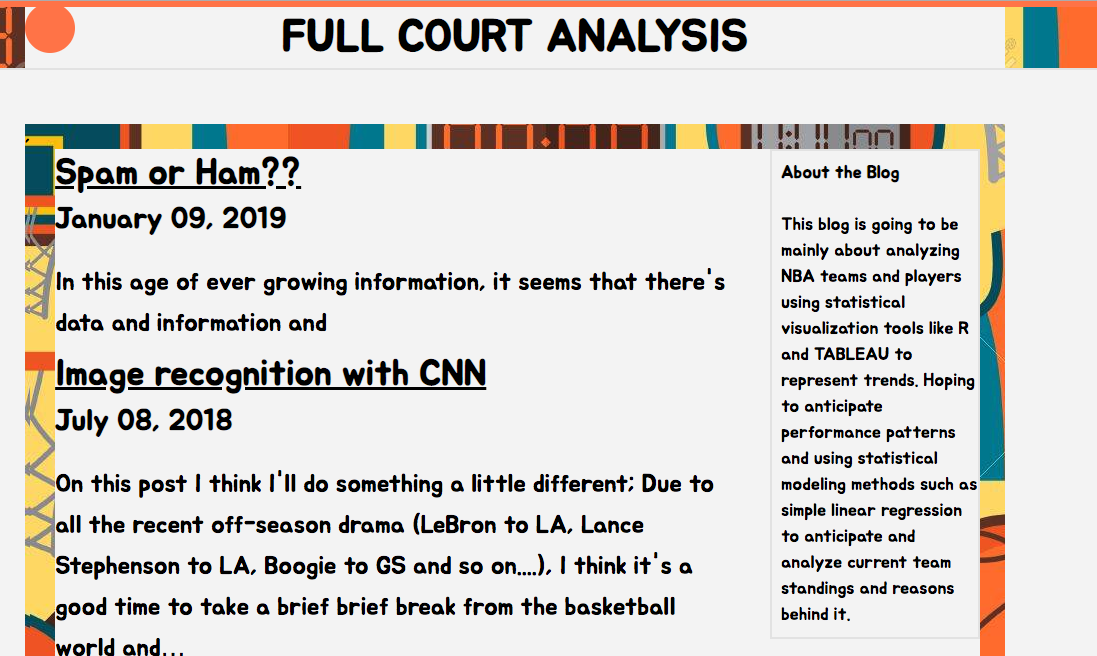 FULL COURT ANALYSIS
Spam or Ham??
January 09, 2019
In this age of ever growing information, it seems that there's
data and information and
Image recognition with CNN
July 08, 2018
On this post I think I'll do something a little different; Due to
all the recent off-season drama (LeBron to LA, Lance
Stephenson to LA, Boogie to GS and so on....), I think it's a
good time to take a brief brief break from the basketball
world and...
About the Blog
This blog is going to be
mainly about analyzing
NBA teams and players
using statistical
visualization tools like R
and TABLEAU to
represent trends. Hoping
to anticipate
performance patterns
and using statistical
modeling methods such as
simple linear regression
to anticipate and
analyze current team
standings and reasons
behind it.